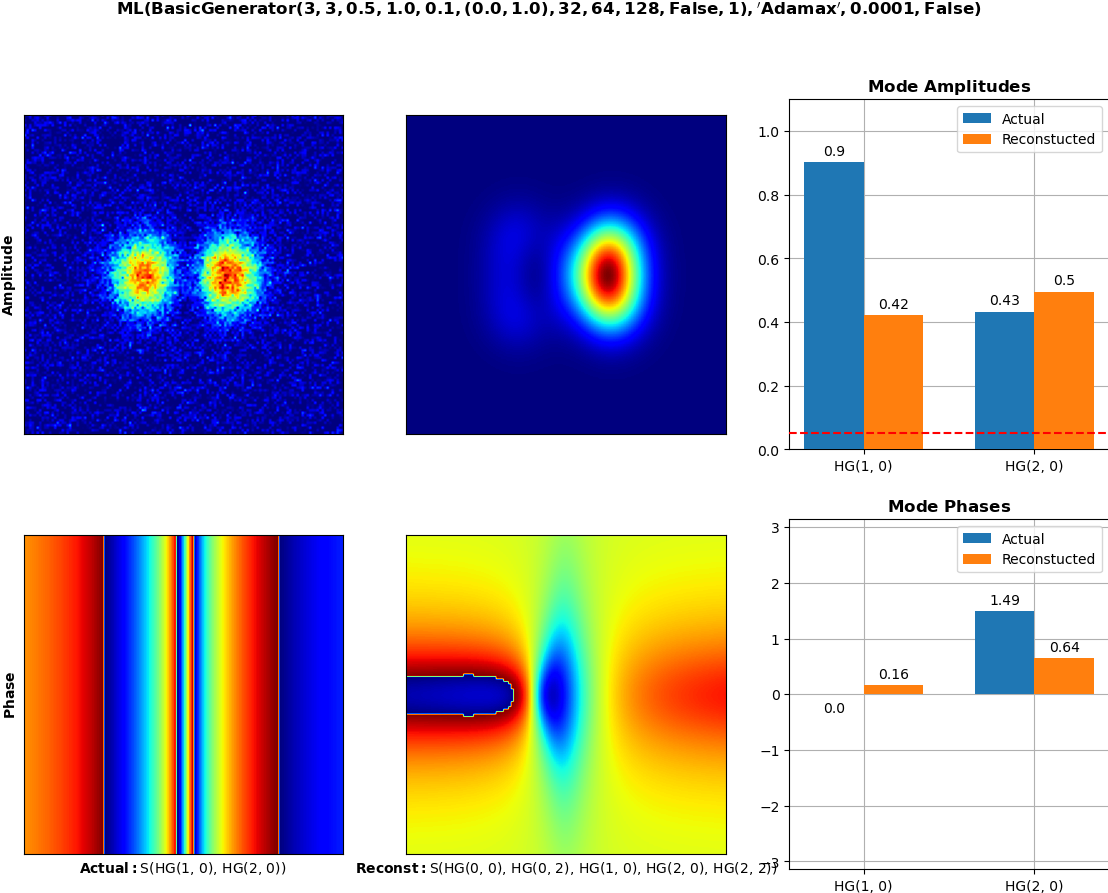 ML(BasicGenerator(3, 3, 0.5, 1.0, 0.1, (0.0, 1.0), 32, 64, 128, False, 1), 'Adamax', 0.0001, False)
Amplitude
Mode Amplitudes
Actual
Reconstucted
1.0
0.8
0.6
0.4
0.2
0.0
0.9
0.42
0.43
0.5
HG(1, 0)
HG(2, 0)
Phase
Actual: S(HG(1, 0), HG(2, 0))
Reconst: S(HG(0, 0), HG(0, 2), HG(1, 0), HG(2, 0), HG(2, 2))
Mode Phases
Actual
Reconstucted
3
2
1
0
−1
−2
−3
0.0
0.16
1.49
0.64
HG(1, 0)
HG(2, 0)